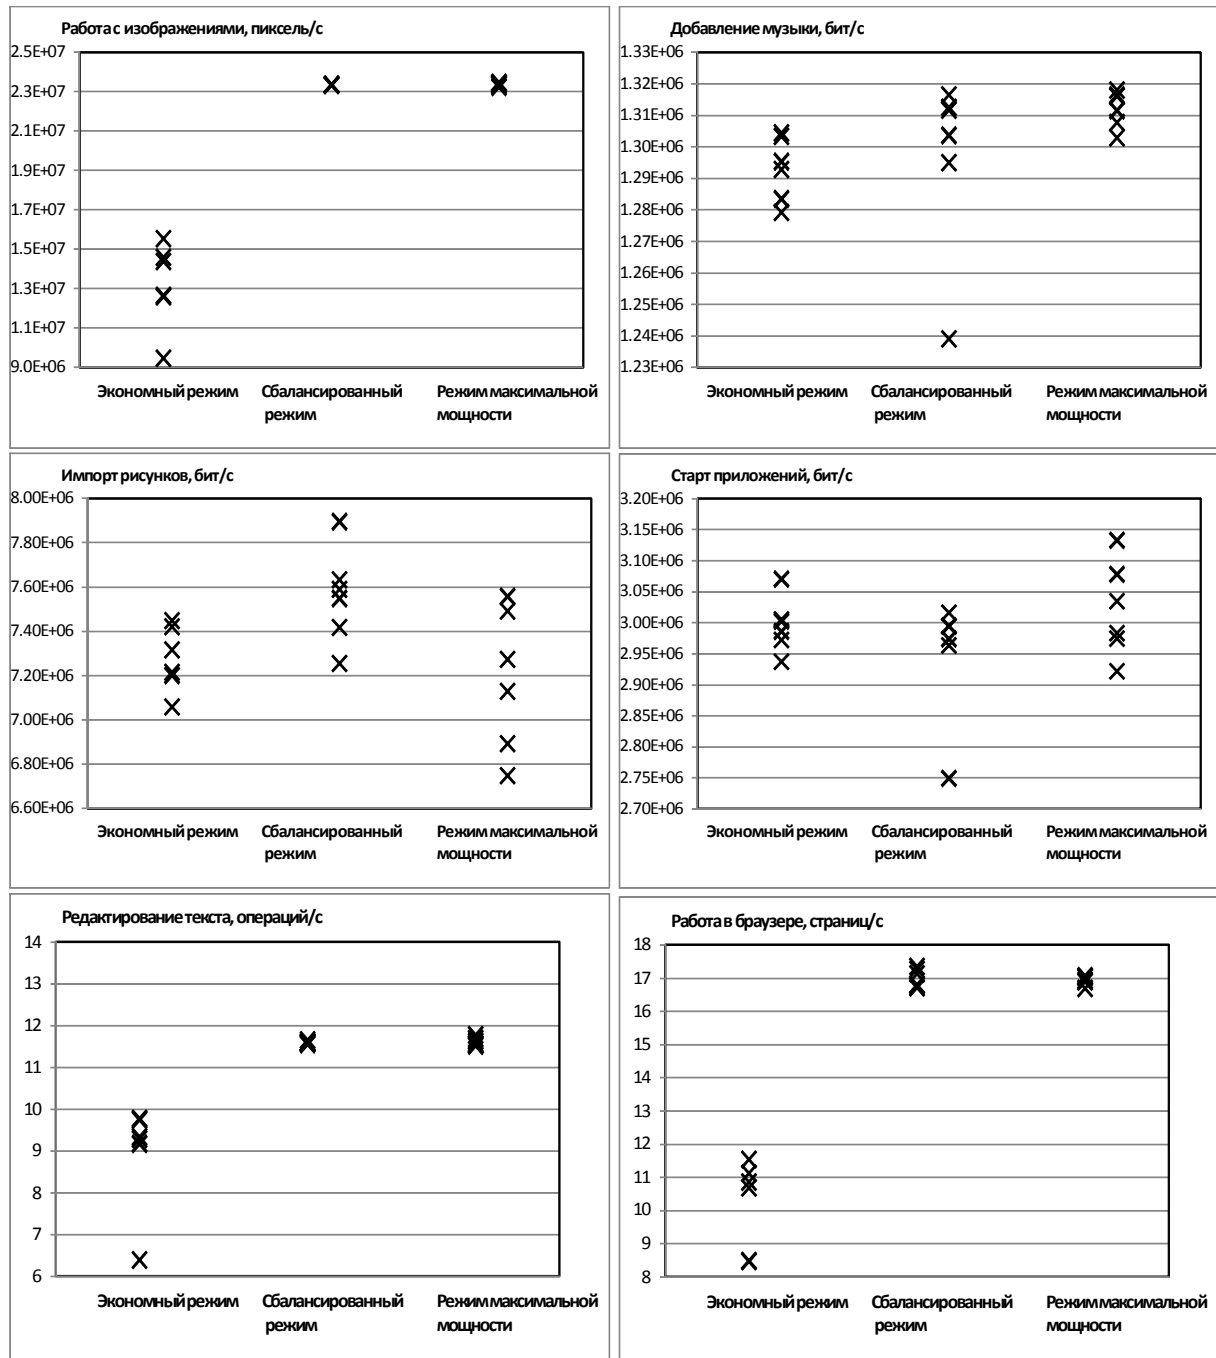 Работа с изображениями, пиксель/с
2.5E+07
2.3E+07
2.1E+07
1.9E+07
1.7E+07
1.5E+07
1.3E+07
1.1E+07
9.0E+06
Экономный режим
Сбалансированный
режим
Режим максимальной
мощности
Добавление музыки, бит/с
1.33E+06
1.32E+06
1.31E+06
1.30E+06
1.29E+06
1.28E+06
1.27E+06
1.26E+06
1.25E+06
1.24E+06
1.23E+06
Экономный режим
Сбалансированный
режим
Режим максимальной
мощности
Импорт рисунков, бит/с
8.00E+06
7.80E+06
7.60E+06
7.40E+06
7.20E+06
7.00E+06
6.80E+06
6.60E+06
Экономный режим
Сбалансированный
режим
Режим максимальной
мощности
Старт приложений, бит/с
3.20E+06
3.15E+06
3.10E+06
3.05E+06
3.00E+06
2.95E+06
2.90E+06
2.85E+06
2.80E+06
2.75E+06
2.70E+06
Экономный режим
Сбалансированный
режим
Режим максимальной
мощности
Редактирование текста, операций/с
14
13
12
11
10
9
8
7
6
Экономный режим
Сбалансированный
режим
Режим максимальной
мощности
Работа в браузере, страниц/с
18
17
16
15
14
13
12
11
10
9
8
Экономный режим
Сбалансированный
режим
Режим максимальной
мощности